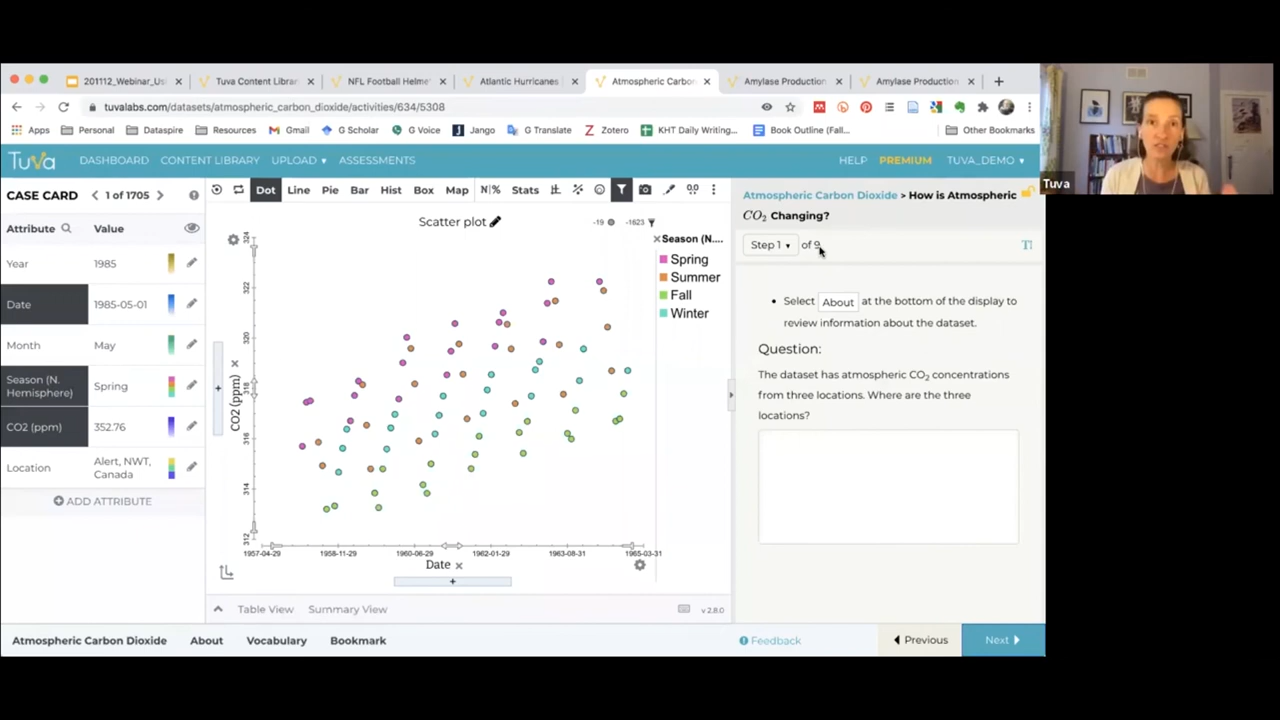 201112_Webinar_Us
Tuva Content Librar
NFL Football Helme
Atlantic Hurricanes
Atmospheric Carbo
Amylase Production
Amylase Production
tuvalabs.com/datasets/atmospheric_carbon_dioxide/activities/634/5308
Apps Personal Dataspire Resources Gmail G Scholar G Voice Jango G Translate Zotero KHT Daily Writing... Book Outline (Fall... Other Bookmarks
Tuva DASHBOARD CONTENT LIBRARY UPLOAD ASSESSMENTS HELP PREMIUM TUVA_DEMO
Tuva
CASE CARD 1 of 1705
Attribute Value
Year 1985
Date 1985-05-01
Month May
Season (N. Hemisphere) Spring
CO2 (ppm) 352.76
Location Alert, NWT, Canada
ADD ATTRIBUTE
Dot Line Pie Bar Hist Box Map N|% Stats
Scatter plot
-19 -1623
Season (N....
Spring
Summer
Fall
Winter
324
322
320
318
316
314
312
CO2 (ppm)
1957-04-29 1958-11-29 1960-06-29 1962-01-29 1963-08-31 1965-03-31
Date
Table View Summary View v 2.8.0
Atmospheric Carbon Dioxide > How is Atmospheric
CO2 Changing?
Step 1 of 9
• Select About at the bottom of the display to
review information about the dataset.
Question:
The dataset has atmospheric CO2 concentrations
from three locations. Where are the three
locations?
Atmospheric Carbon Dioxide About Vocabulary Bookmark Feedback Previous Next